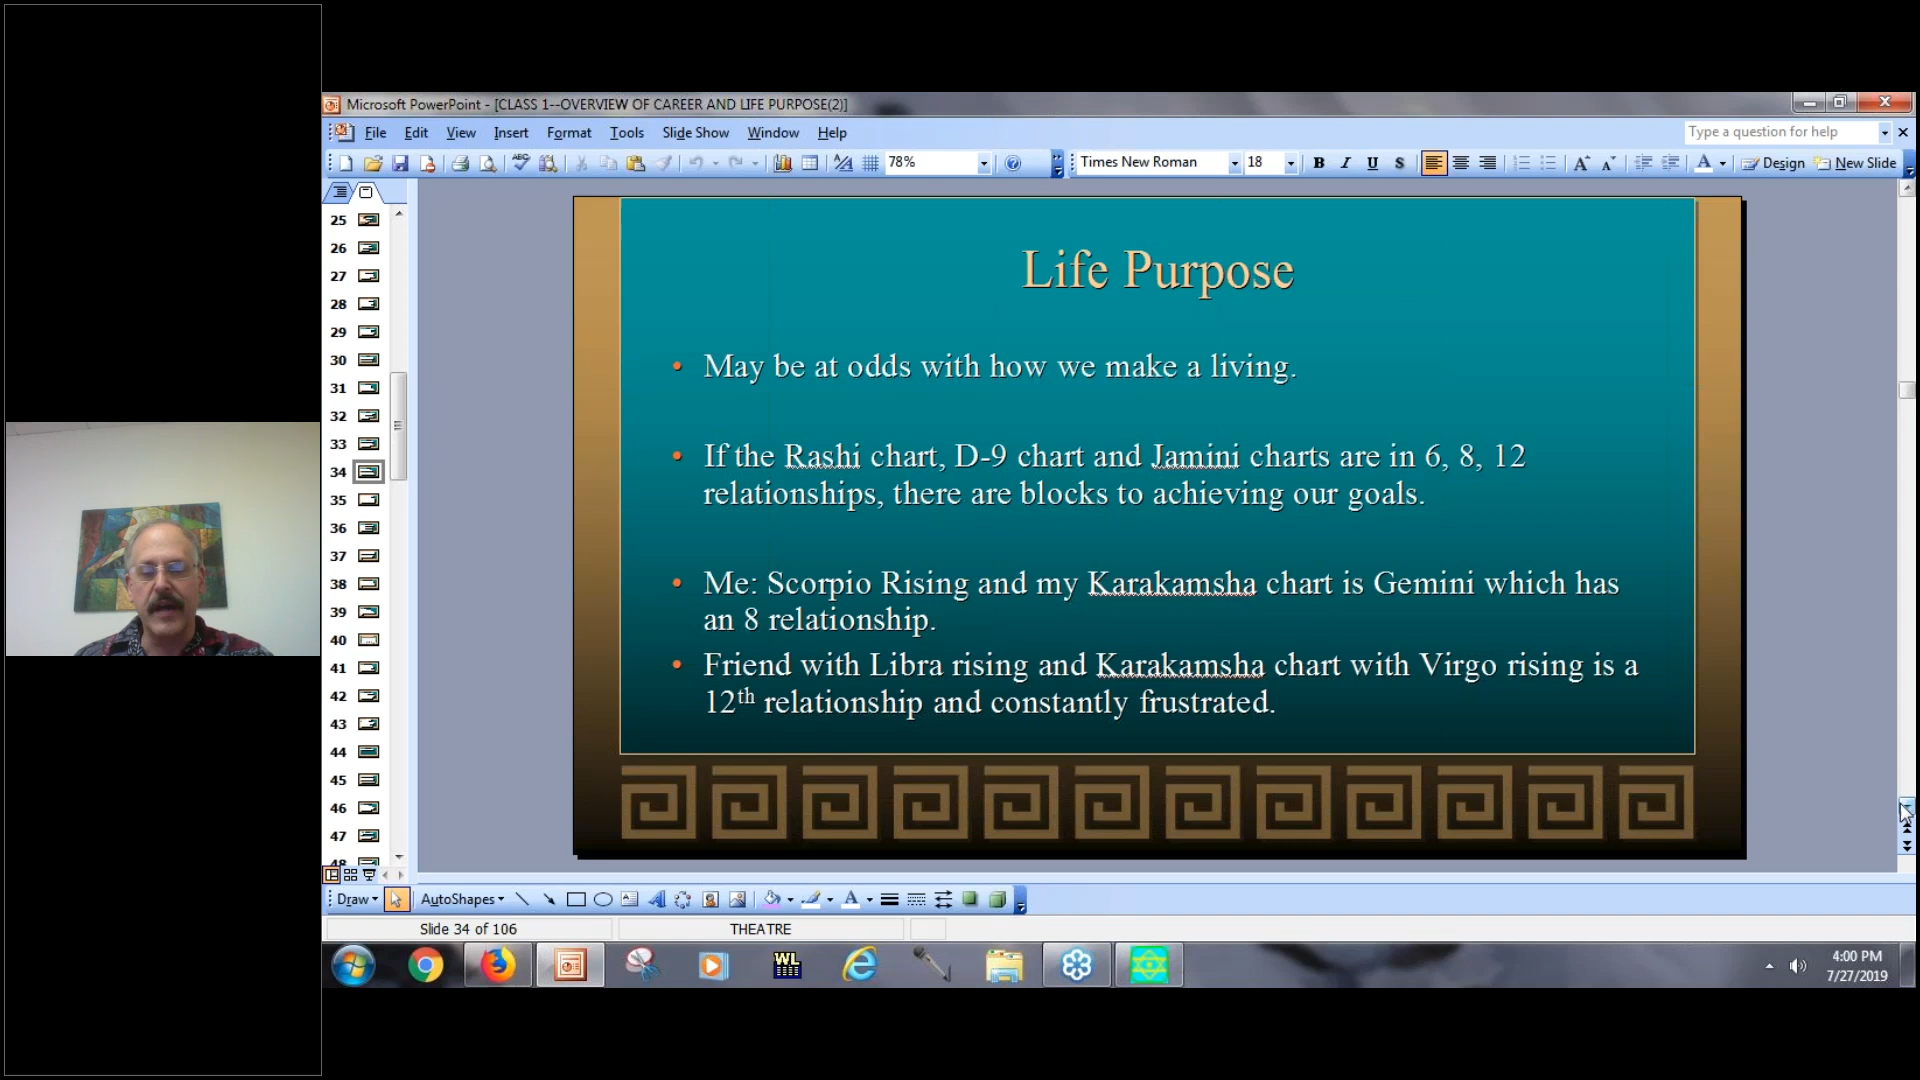 Microsoft PowerPoint - [CLASS 1--OVERVIEW OF CAREER AND LIFE PURPOSE(2)]
File Edit View Insert Format Tools Slide Show Window Help
Type a question for help
78%
Times New Roman
18
B I U S
Design
New Slide
25
26
27
28
29
30
31
32
33
34
35
36
37
38
39
40
41
42
43
44
45
46
47
48
Life Purpose
• May be at odds with how we make a living.
• If the Rashi chart, D-9 chart and Jamini charts are in 6, 8, 12
relationships, there are blocks to achieving our goals.
• Me: Scorpio Rising and my Karakamsha chart is Gemini which has
an 8 relationship.
• Friend with Libra rising and Karakamsha chart with Virgo rising is a
12th relationship and constantly frustrated.
Draw AutoShapes
Slide 34 of 106
THEATRE
WL
4:00 PM
7/27/2019